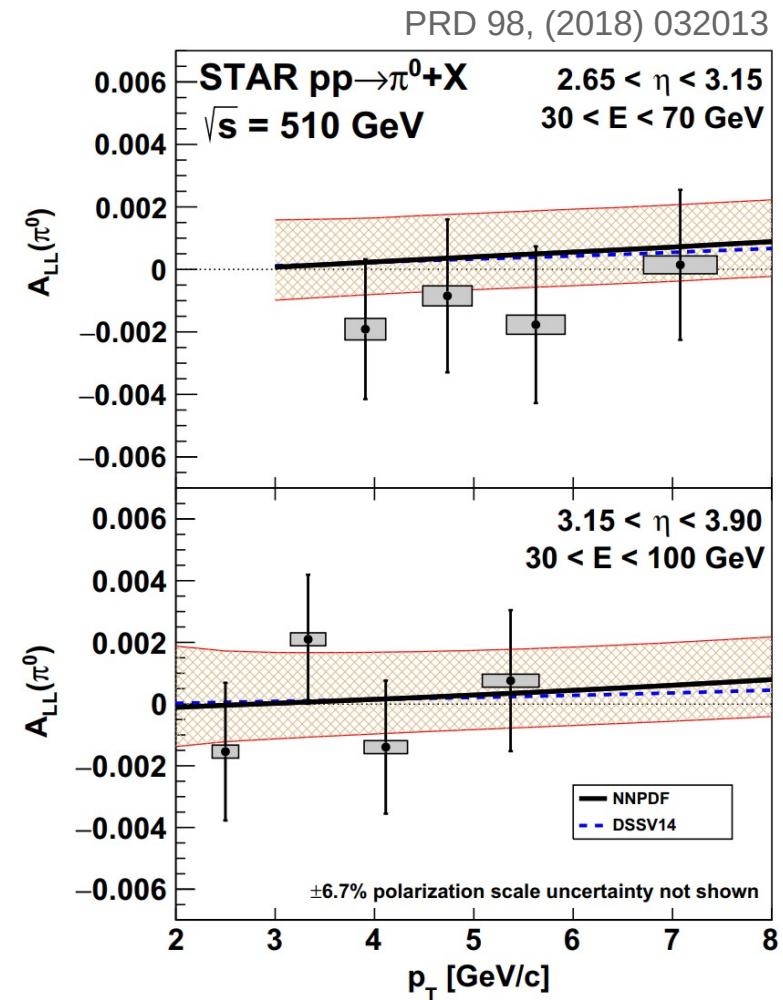 PRD 98, (2018) 032013
STAR pp→π⁰+X
√s = 510 GeV
2.65 < η < 3.15
30 < E < 70 GeV
A_LL(π⁰)
0.006
0.004
0.002
0
−0.002
−0.004
−0.006
3.15 < η < 3.90
30 < E < 100 GeV
A_LL(π⁰)
0.006
0.004
0.002
0
−0.002
−0.004
−0.006
NNPDF
DSSV14
±6.7% polarization scale uncertainty not shown
2 3 4 5 6 7 8
p_T [GeV/c]